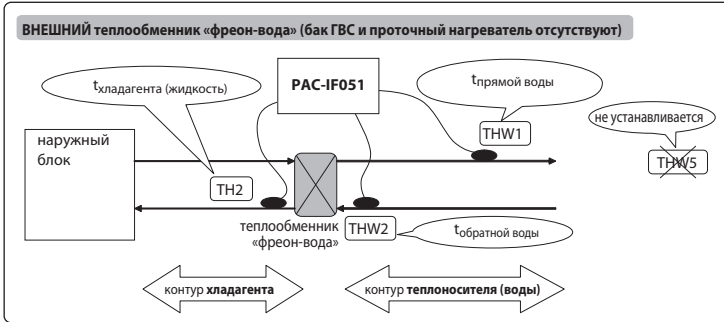 ВНЕШНИЙ теплообменник «фреон-вода» (бак ГВС и проточный нагреватель отсутствуют)
tхладагента (жидкость)
PAC-IF051
tпрямой воды
THW1
не устанавливается
THW5
наружный
блок
TH2
теплообменник
«фреон-вода»
THW2
tобратной воды
контур хладагента
контур теплоносителя (воды)